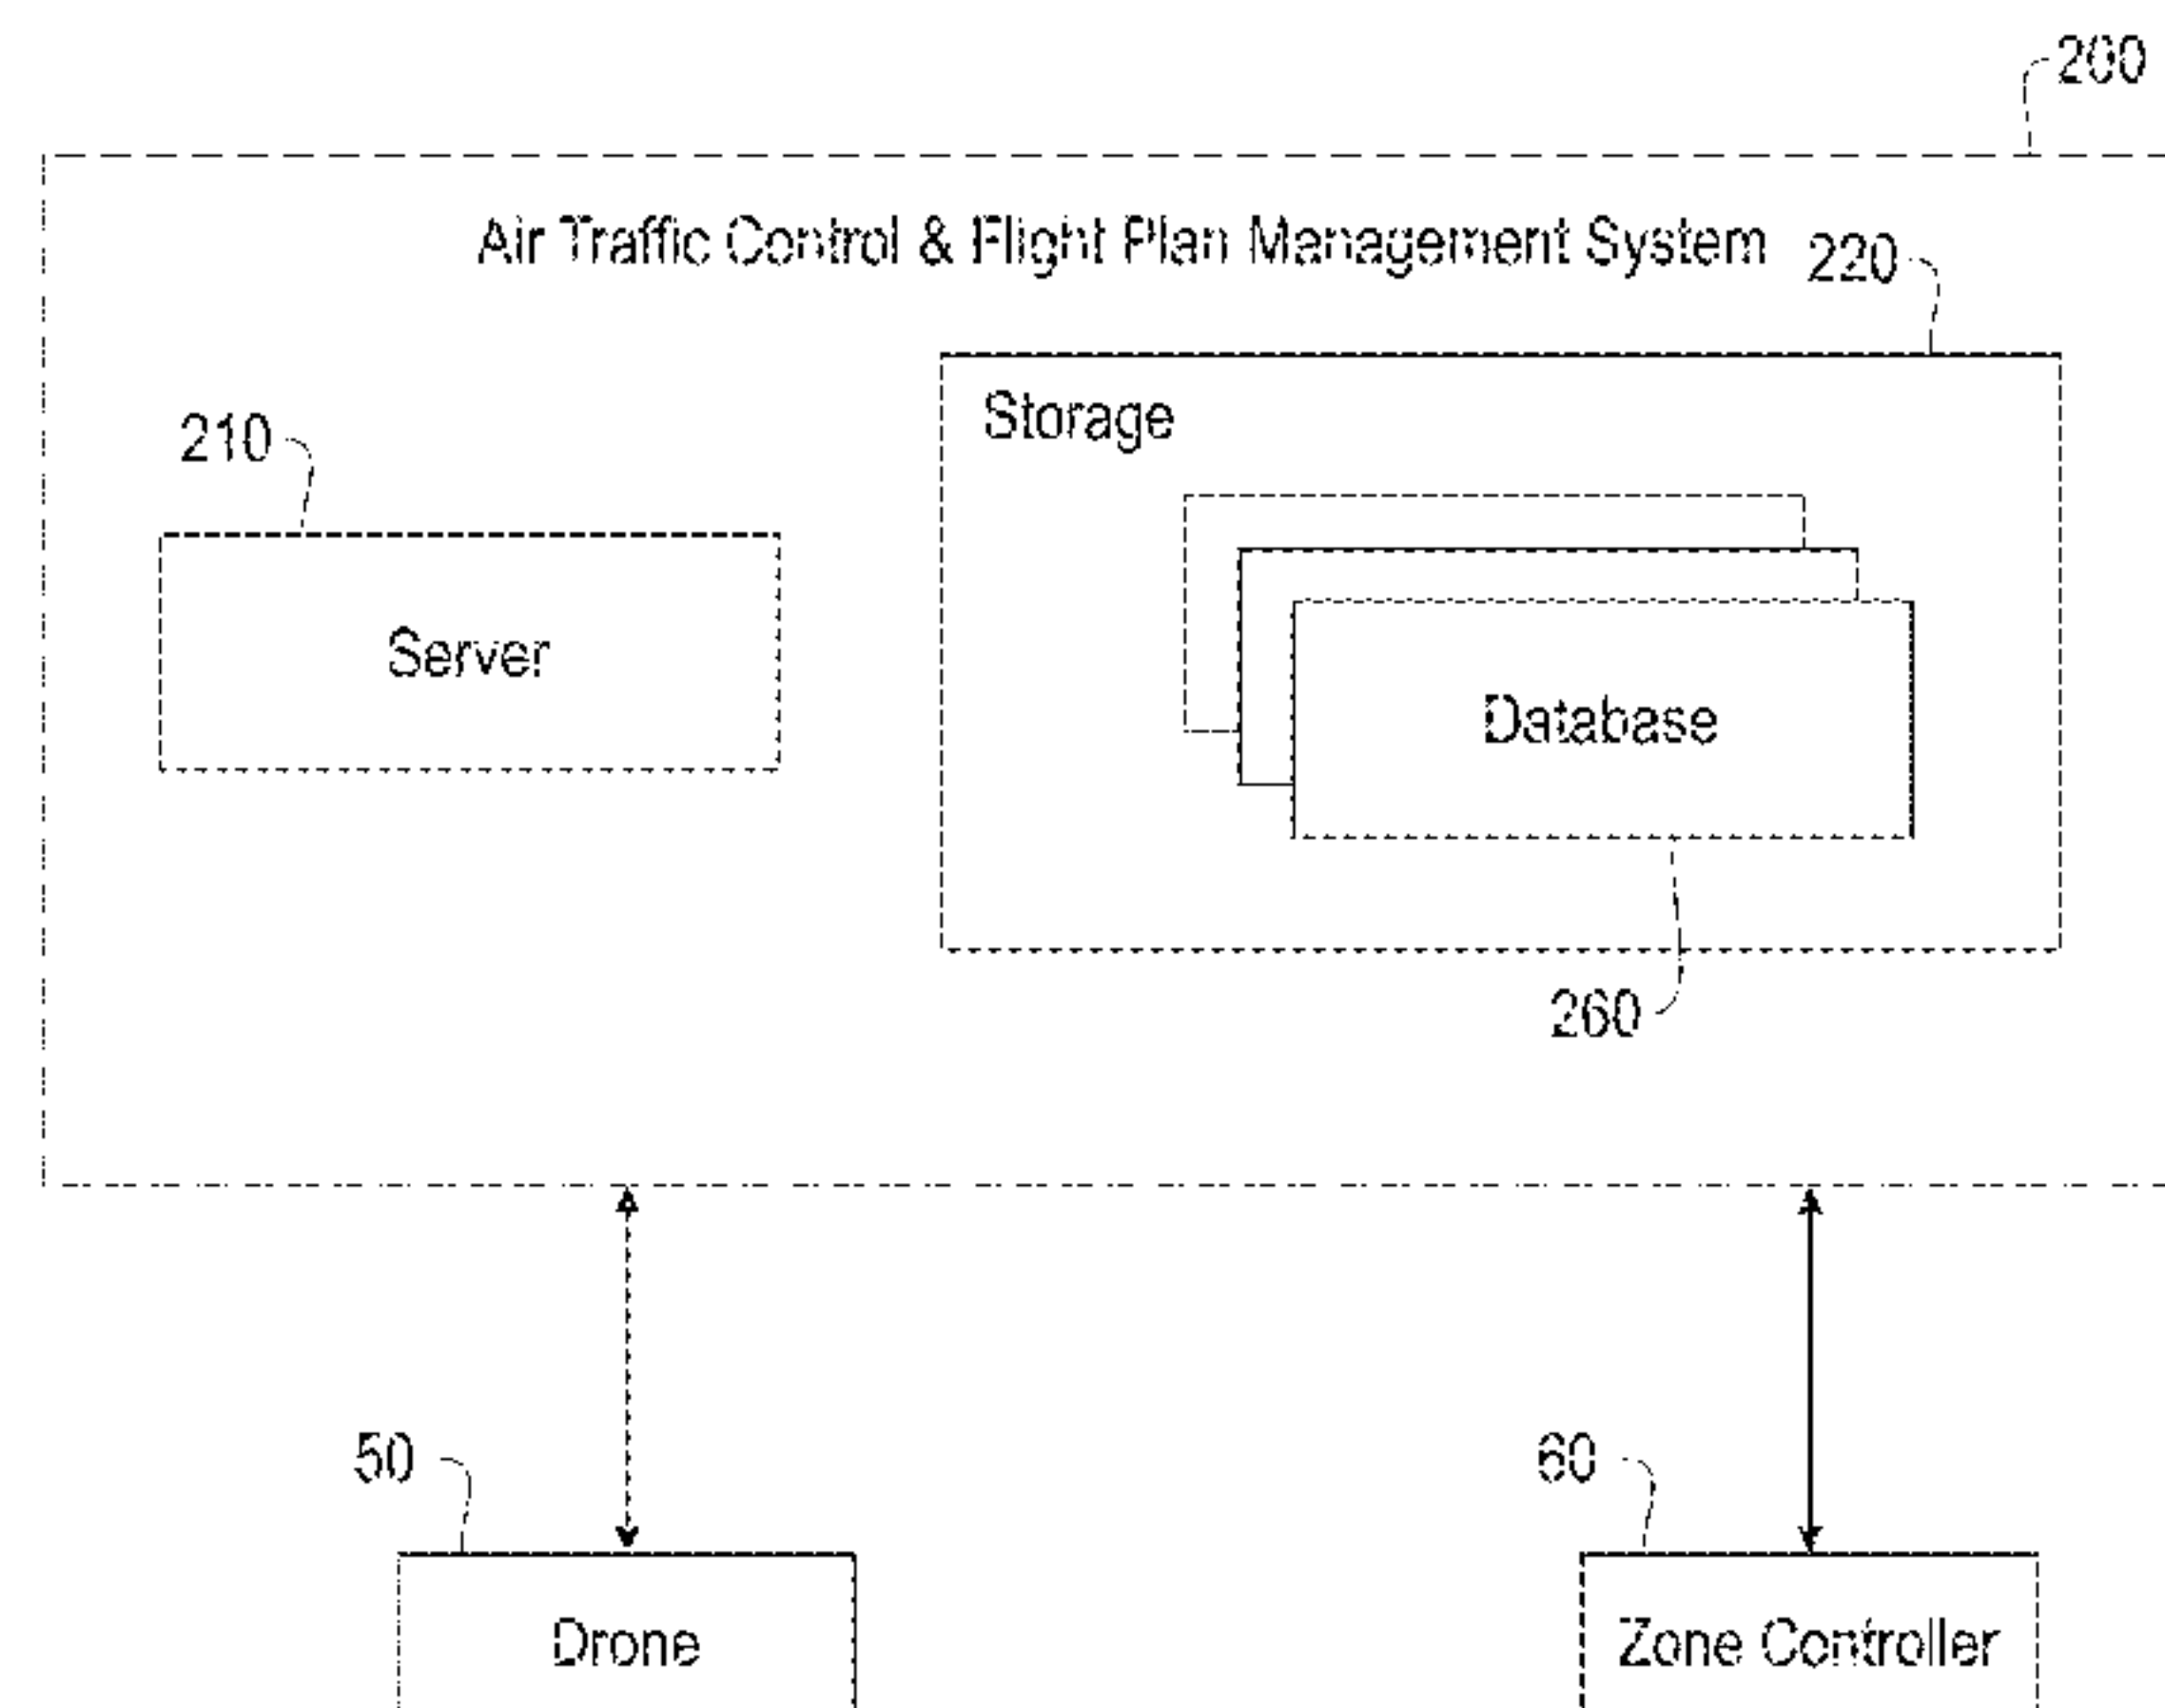 200
Air Traffic Control & Flight Plan Management System
220
Storage
210
Server
Database
260
50
60
Drone
Zone Controller